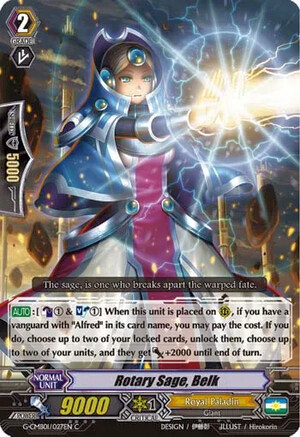 2
GRADE
5000
The sage, is one who breaks apart the warped fate.
AUTO : [ 1 & 1 ] When this unit is placed on , if you have a
vanguard with "Alfred" in its card name, you may pay the cost. If you
do, choose up to two of your locked cards, unlock them, choose up
to two of your units, and they get +2000 until end of turn.
NORMAL
UNIT
Rotary Sage, Belk
POWER
9000
1
CRITICAL
Royal Paladin
Giant
G-CMB01/027EN C
DESIGN / 伊藤彰 ILLUST / Hirokorin